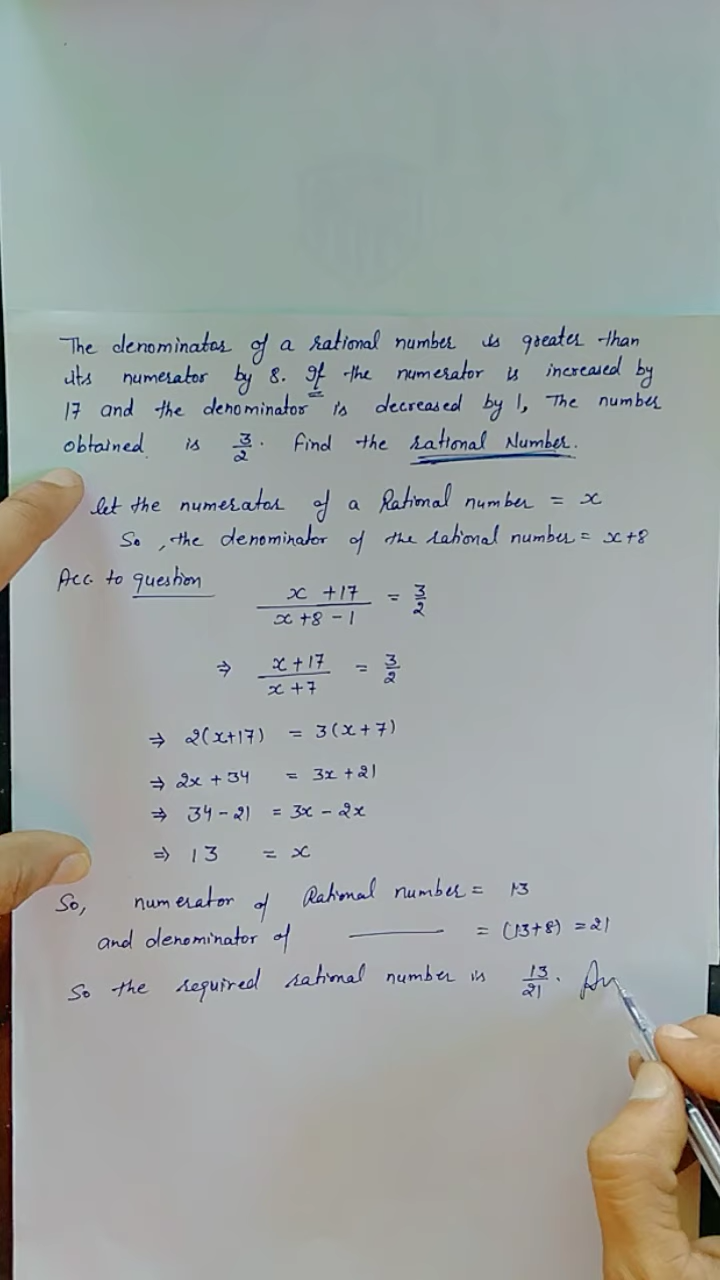 The denominator of a rational number is greater than
its numerator by 8. If the numerator is increased by
17 and the denominator is decreased by 1, The number
obtained is 3/2. Find the rational Number.
let the numerator of a Rational number = x
So, the denominator of the rational number = x+8
Acc. to question
x + 17 / x + 8 - 1 = 3/2
⇒ x + 17 / x + 7 = 3/2
⇒ 2(x+17) = 3(x+7)
⇒ 2x + 34 = 3x + 21
⇒ 34 - 21 = 3x - 2x
⇒ 13 = x
So, numerator of Rational number = 13
and denominator of ——— = (13+8) = 21
So the required rational number is 13/21. An